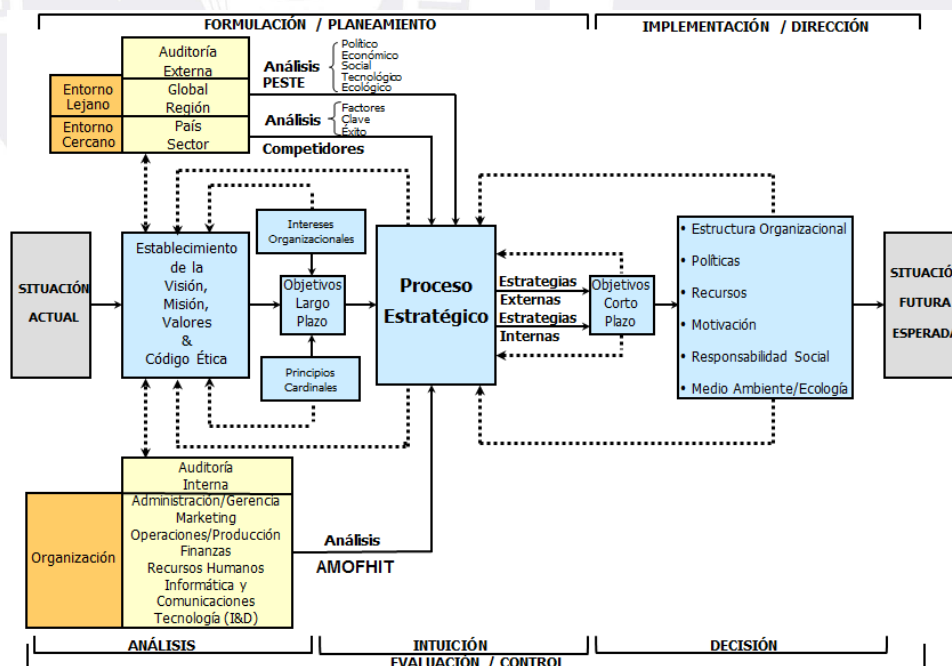 FORMULACIÓN / PLANEAMIENTO
IMPLEMENTACIÓN / DIRECCIÓN
Auditoría
Externa
Entorno
Lejano
Global
Región
Entorno
Cercano
País
Sector
Análisis
PESTE
Político
Económico
Social
Tecnológico
Ecológico
Análisis
Competidores
Factores
Clave
Éxito
SITUACIÓN
ACTUAL
Establecimiento
de la
Visión,
Misión,
Valores
&
Código Ética
Intereses
Organizacionales
Objetivos
Largo
Plazo
Principios
Cardinales
Proceso
Estratégico
Estrategias
Externas
Estrategias
Internas
Objetivos
Corto
Plazo
• Estructura Organizacional
• Políticas
• Recursos
• Motivación
• Responsabilidad Social
• Medio Ambiente/Ecología
SITUACIÓ
FUTURA
ESPERADA
Auditoría
Interna
Organización
Administración/Gerencia
Marketing
Operaciones/Producción
Finanzas
Recursos Humanos
Informática y
Comunicaciones
Tecnología (I&D)
Análisis
AMOFHIT
ANÁLISIS
INTUICIÓN
DECISIÓN
EVALUACIÓN / CONTROL